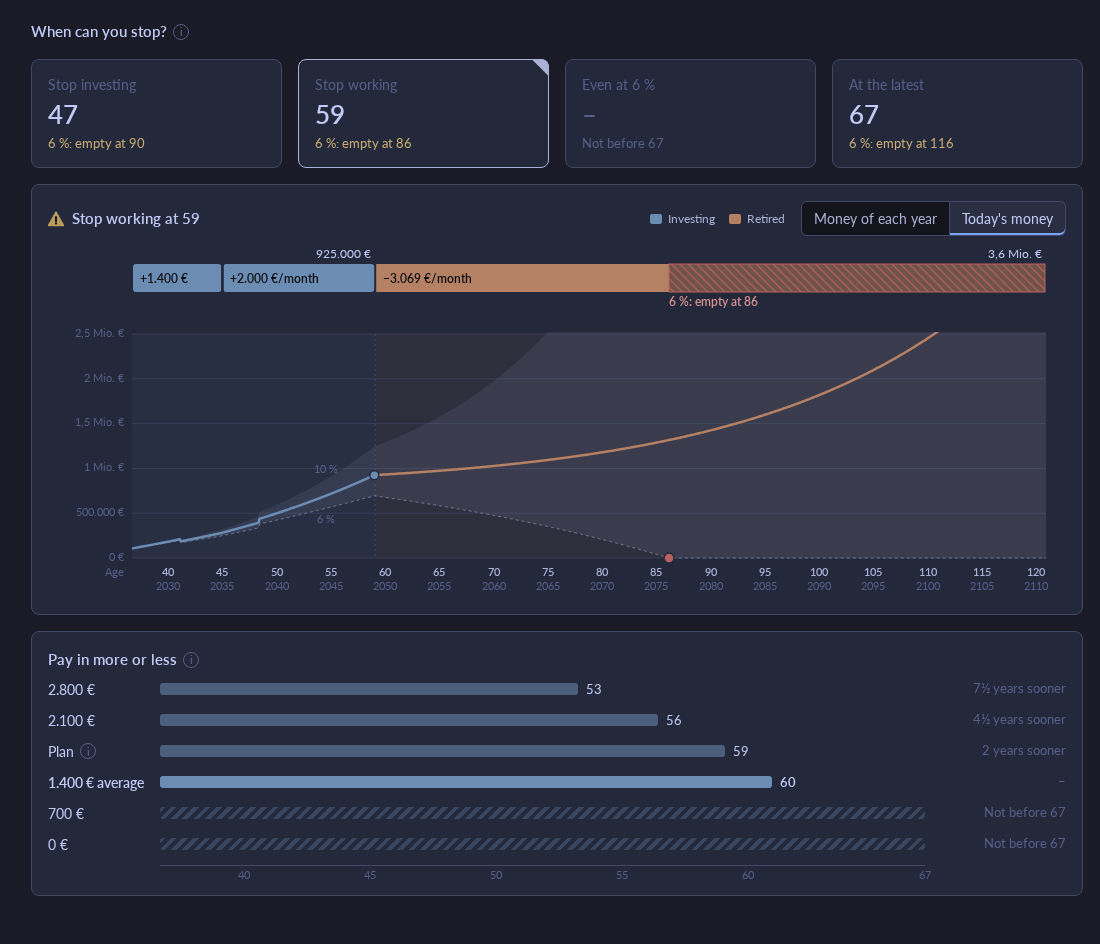 When can you stop?
Stop investing
47
6 %: empty at 90
Stop working
59
6 %: empty at 86
Even at 6 %
–
Not before 67
At the latest
67
6 %: empty at 116
Stop working at 59
Investing
Retired
Money of each year
Today's money
925.000 €
3,6 Mio. €
+1.400 €
+2.000 €/month
−3.069 €/month
6 %: empty at 86
2,5 Mio. €
2 Mio. €
1,5 Mio. €
1 Mio. €
500.000 €
0 €
10 %
6 %
Age
40 45 50 55 60 65 70 75 80 85 90 95 100 105 110 115 120
2030 2035 2040 2045 2050 2055 2060 2065 2070 2075 2080 2085 2090 2095 2100 2105 2110
Pay in more or less
2.800 € 53 7½ years sooner
2.100 € 56 4½ years sooner
Plan 59 2 years sooner
1.400 € average 60 –
700 € Not before 67
0 € Not before 67
40 45 50 55 60 67